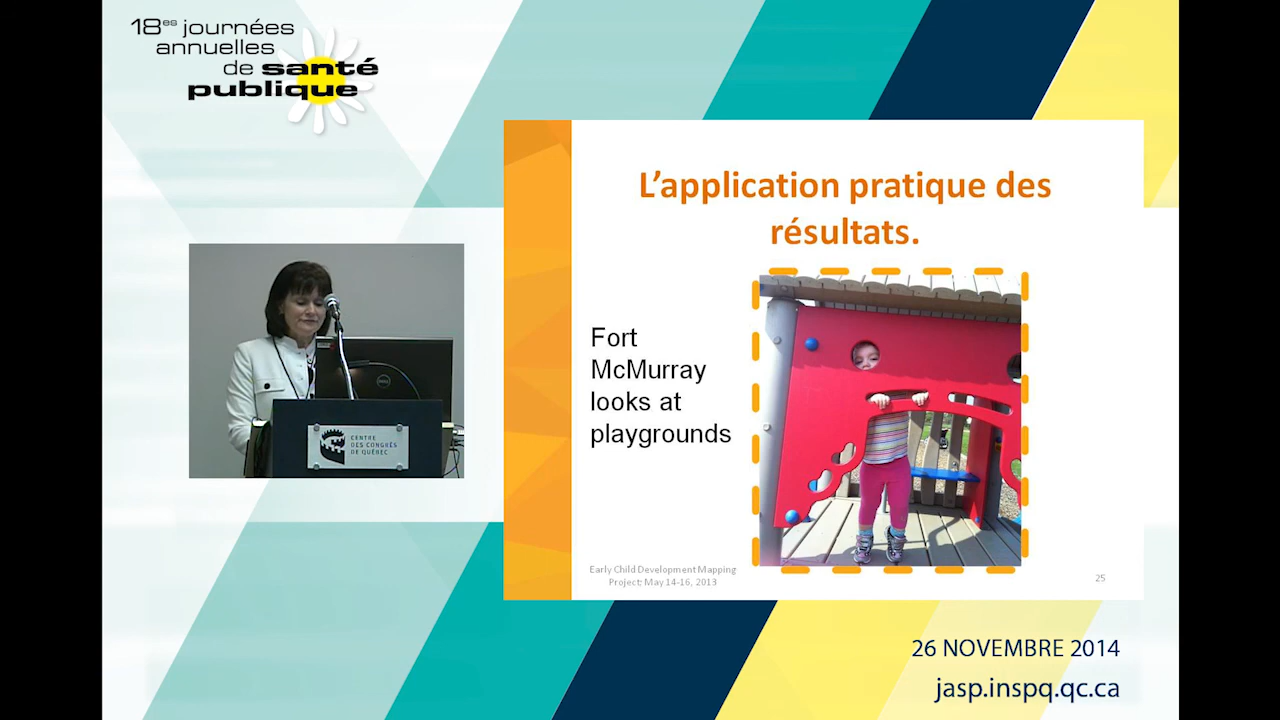 18es journées
annuelles
de santé
publique
L'application pratique des
résultats.
Fort
McMurray
looks at
playgrounds
Early Child Development Mapping
Project; May 14-16, 2013
25
DELL
CENTRE
DES CONGRÈS
DE QUÉBEC
26 NOVEMBRE 2014
jasp.inspq.qc.ca